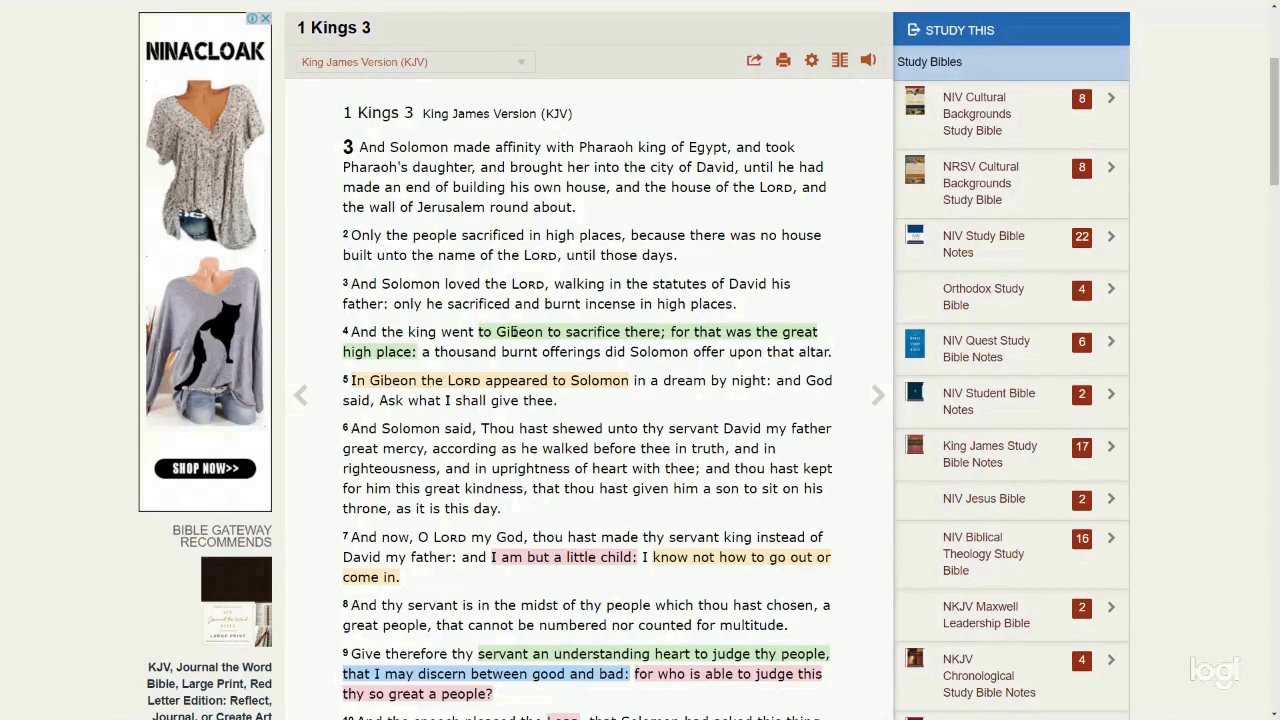 NINACLOAK
SHOP NOW>>
BIBLE GATEWAY
RECOMMENDS
KJV, Journal the Word
Bible, Large Print, Red
Letter Edition: Reflect,
Journal, or Create Art
1 Kings 3
King James Version (KJV)
1 Kings 3 King James Version (KJV)
3 And Solomon made affinity with Pharaoh king of Egypt, and took
Pharaoh's daughter, and brought her into the city of David, until he had
made an end of building his own house, and the house of the LORD, and
the wall of Jerusalem round about.
2 Only the people sacrificed in high places, because there was no house
built unto the name of the LORD, until those days.
3 And Solomon loved the LORD, walking in the statutes of David his
father: only he sacrificed and burnt incense in high places.
4 And the king went to Gibeon to sacrifice there; for that was the great
high place: a thousand burnt offerings did Solomon offer upon that altar.
5 In Gibeon the LORD appeared to Solomon in a dream by night: and God
said, Ask what I shall give thee.
6 And Solomon said, Thou hast shewed unto thy servant David my father
great mercy, according as he walked before thee in truth, and in
righteousness, and in uprightness of heart with thee; and thou hast kept
for him this great kindness, that thou hast given him a son to sit on his
throne, as it is this day.
7 And now, O LORD my God, thou hast made thy servant king instead of
David my father: and I am but a little child: I know not how to go out or
come in.
8 And thy servant is in the midst of thy people which thou hast chosen, a
great people, that cannot be numbered nor counted for multitude.
9 Give therefore thy servant an understanding heart to judge thy people,
that I may discern between good and bad: for who is able to judge this
thy so great a people?
10 And the speech pleased the LORD, that Solomon had asked this thing.
STUDY THIS
Study Bibles
NIV Cultural 8
Backgrounds
Study Bible
NRSV Cultural 8
Backgrounds
Study Bible
NIV Study Bible 22
Notes
Orthodox Study 4
Bible
NIV Quest Study 6
Bible Notes
NIV Student Bible 2
Notes
King James Study 17
Bible Notes
NIV Jesus Bible 2
NIV Biblical 16
Theology Study
Bible
NKJV Maxwell 2
Leadership Bible
NKJV 4
Chronological
Study Bible Notes
logi